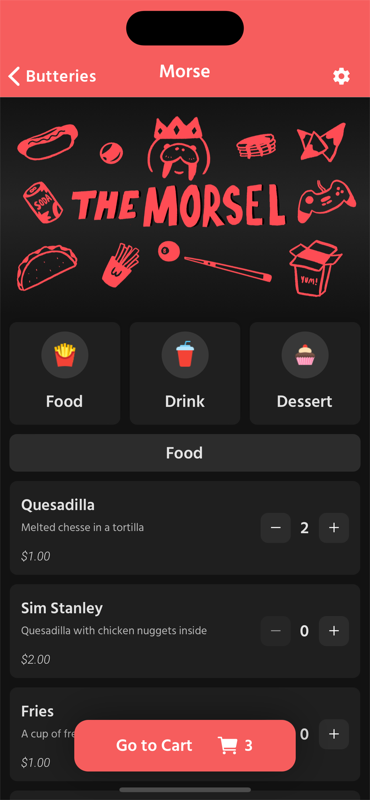 Butteries
Morse
THE MORSEL
SODA
YUM!
Food
Drink
Dessert
Food
Quesadilla
Melted chesse in a tortilla
$1.00
2
Sim Stanley
Quesadilla with chicken nuggets inside
$2.00
0
Fries
A cup of
$1.00
0
Go to Cart 3